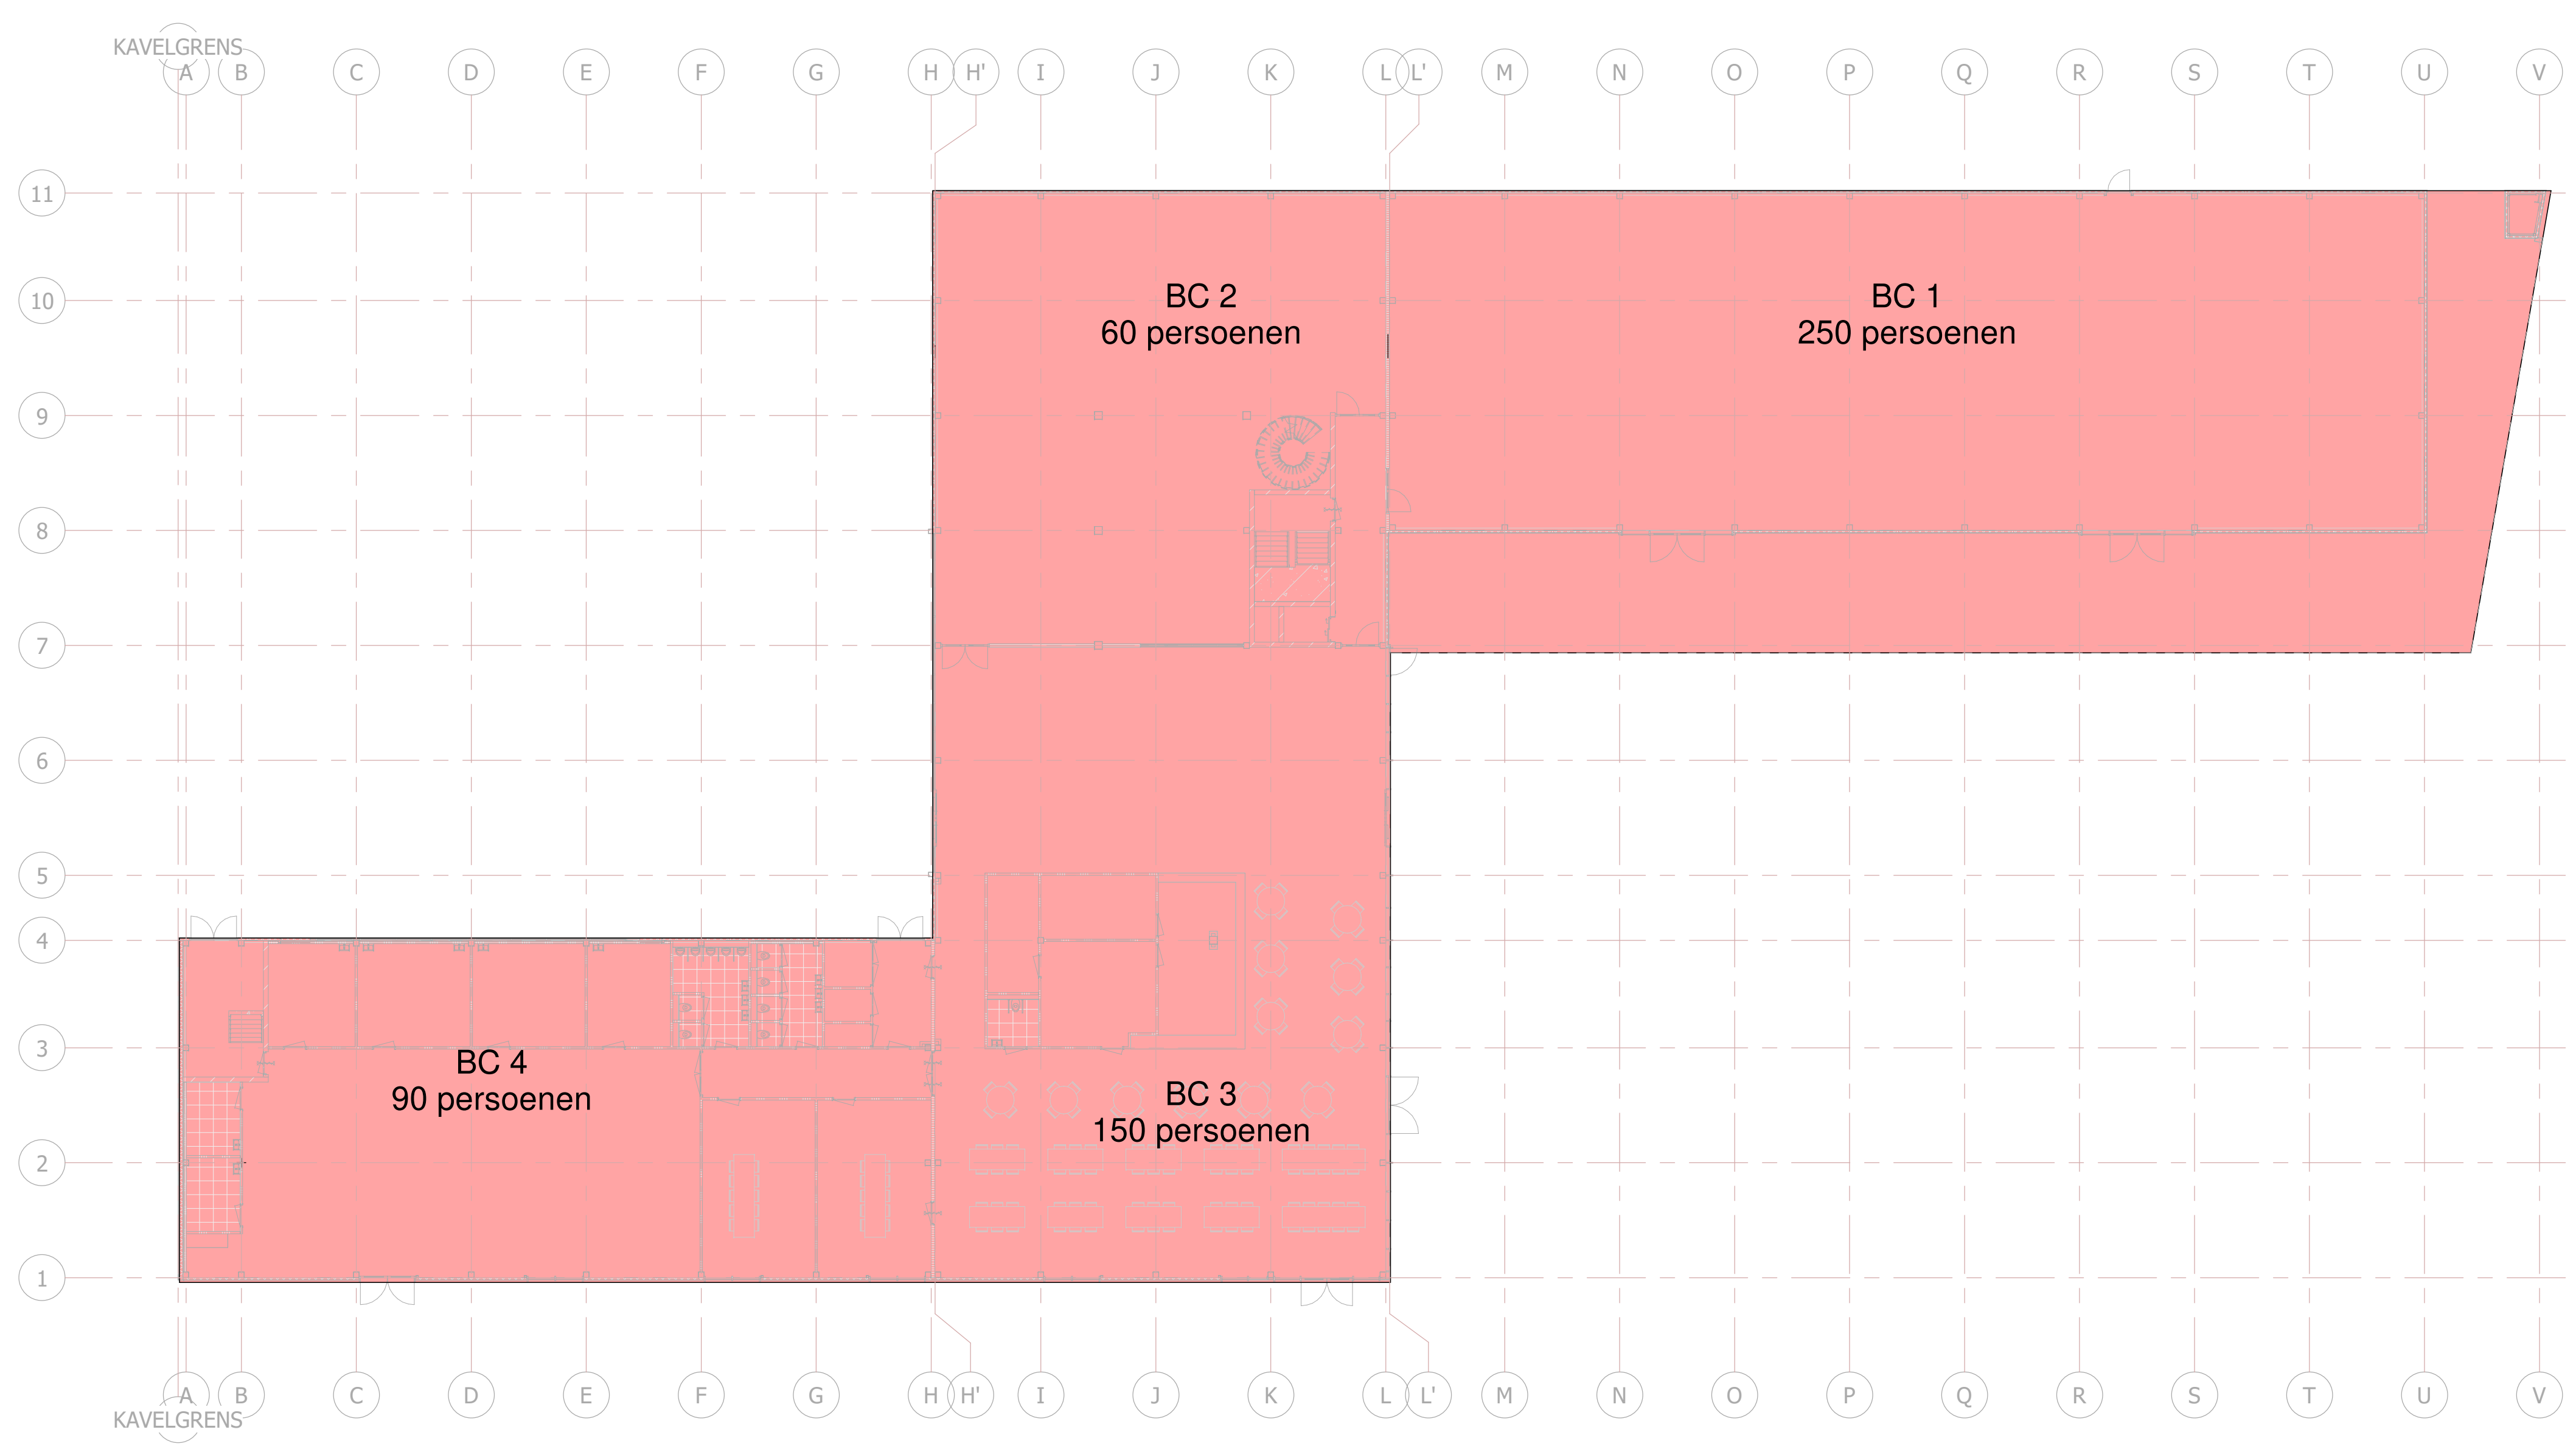 KAVELGRENS
A B C D E F G H H' I J K L L' M N O P Q R S T U V
11
10
BC 2
60 persoenen
BC 1
250 persoenen
9
8
7
6
5
4
3
BC 4
90 persoenen
BC 3
150 persoenen
2
1
A B C D E F G H H' I J K L L' M N O P Q R S T U V
KAVELGRENS